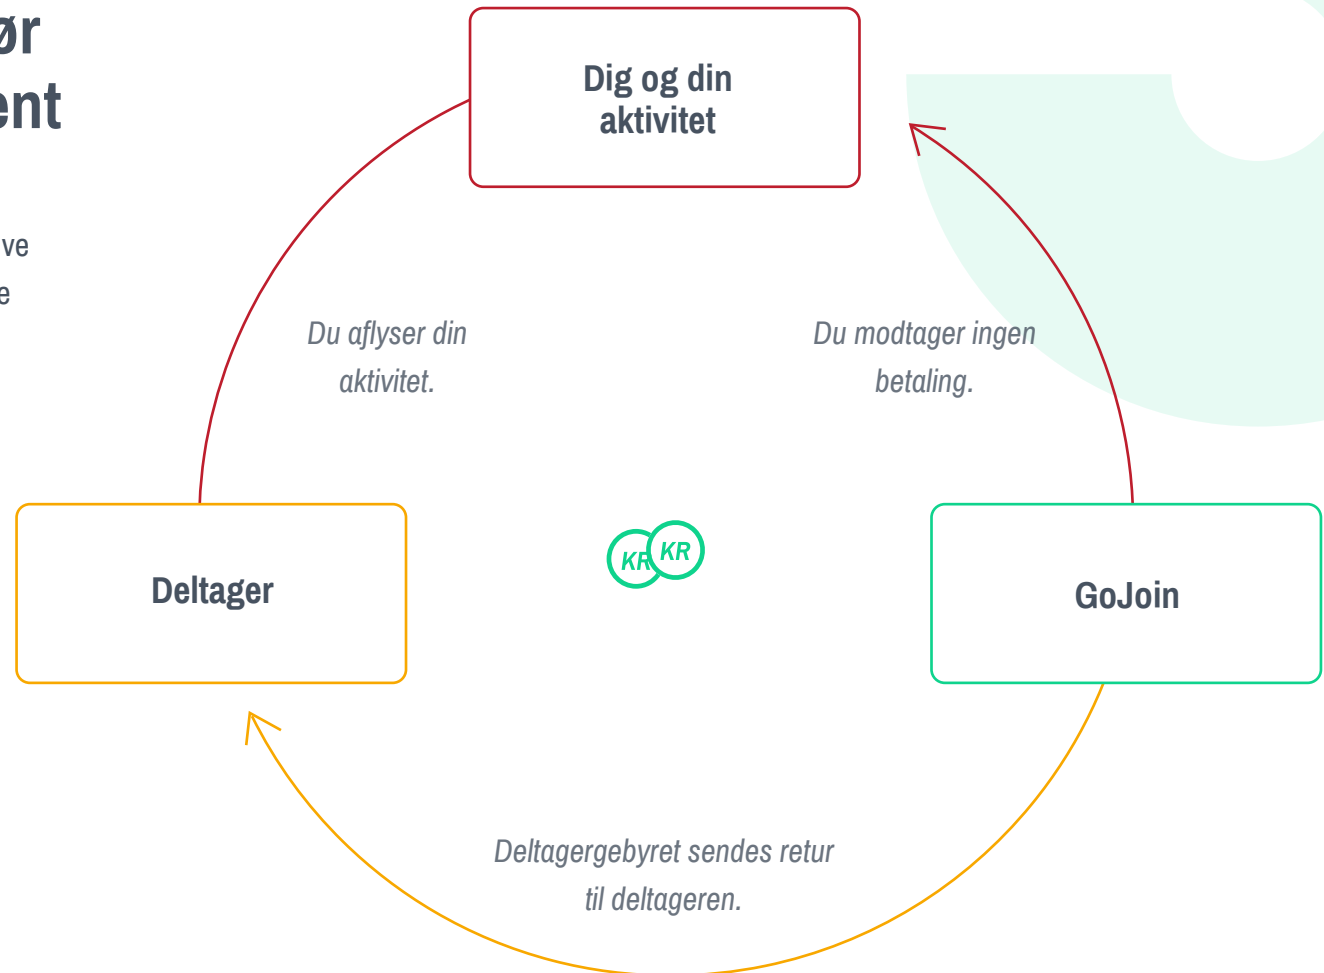 ør
ent
ve
e
Dig og din
aktivitet
Du aflyser din
aktivitet.
Du modtager ingen
betaling.
Deltager
KR
KR
GoJoin
Deltagergebyret sendes retur
til deltageren.